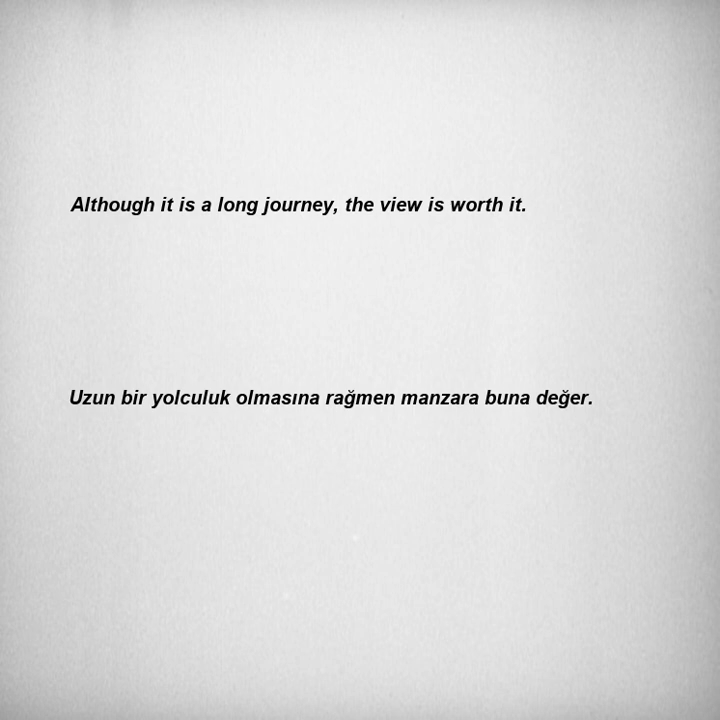 Although it is a long journey, the view is worth it.
Uzun bir yolculuk olmasına rağmen manzara buna değer.